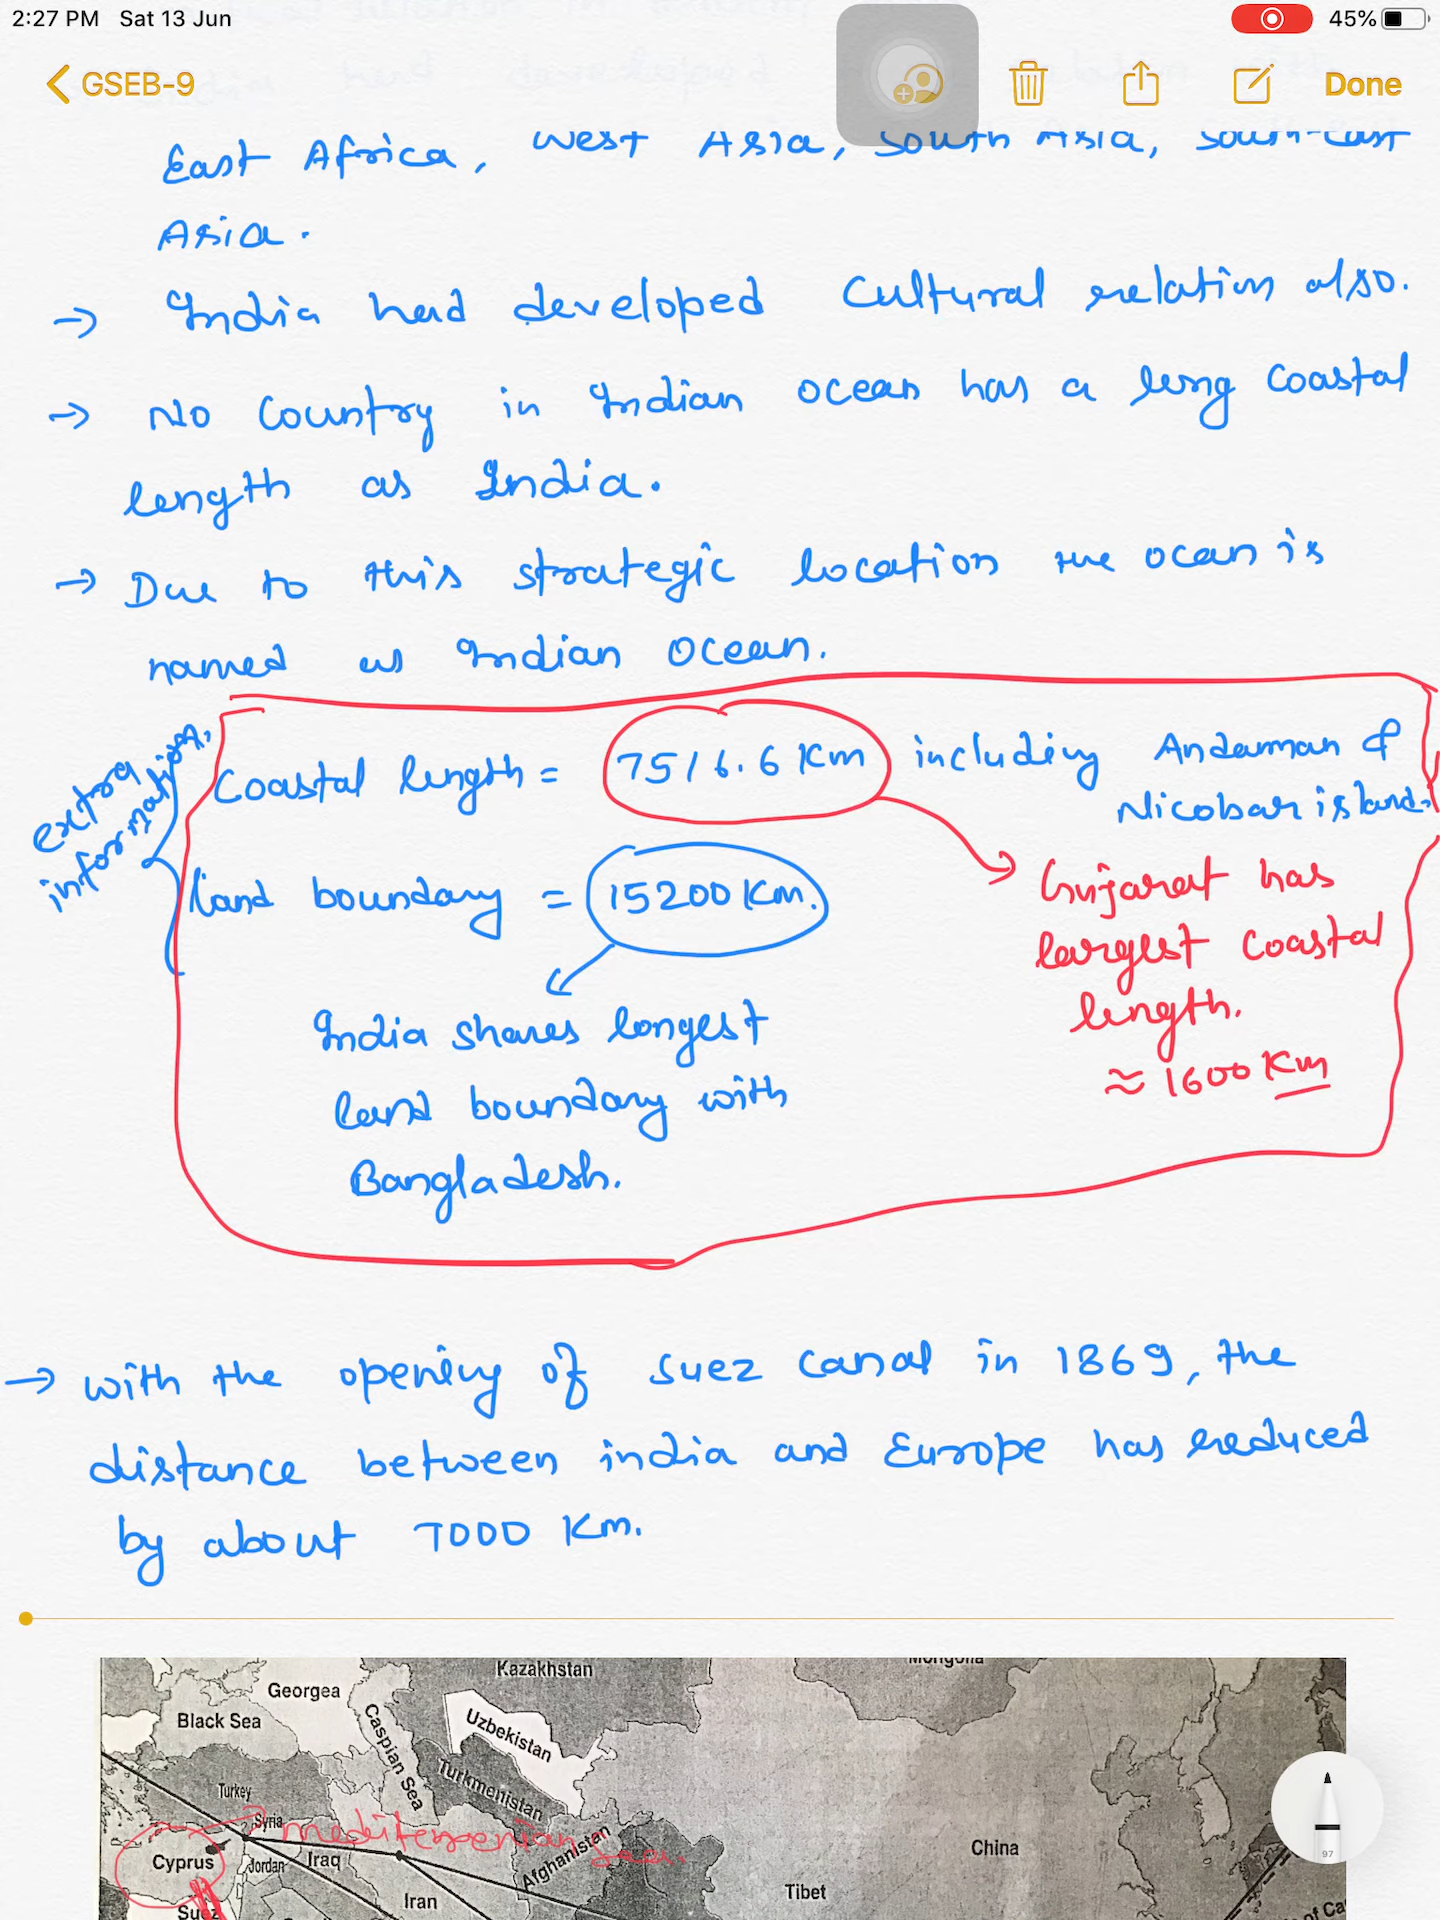 2:27 PM Sat 13 Jun
45%
GSEB-9
Done
East Africa, West Asia, South Asia, South-East
Asia.
→ India had developed Cultural relation also.
→ No Country in Indian ocean has a long Coastal
length as India.
→ Due to this strategic location the ocan is
named as Indian Ocean.
extra
information.
Coastal length = 7516.6 Km including Andaman &
Nicobar island.
land boundary = 15200 Km.
Gujarat has
largest Coastal
length.
≈ 1600 Km
India shares longest
land boundary with
Bangladesh.
→ with the opening of Suez Canal in 1869, the
distance between india and Europe has reduced
by about 7000 Km.
Kazakhstan
Mongolia
Georgea
Black Sea
Caspian Sea
Uzbekistan
Turkmenistan
Turkey
Syria
Cyprus
Jordan
Iraq
Afghanistan
China
Iran
Tibet
Suez
97